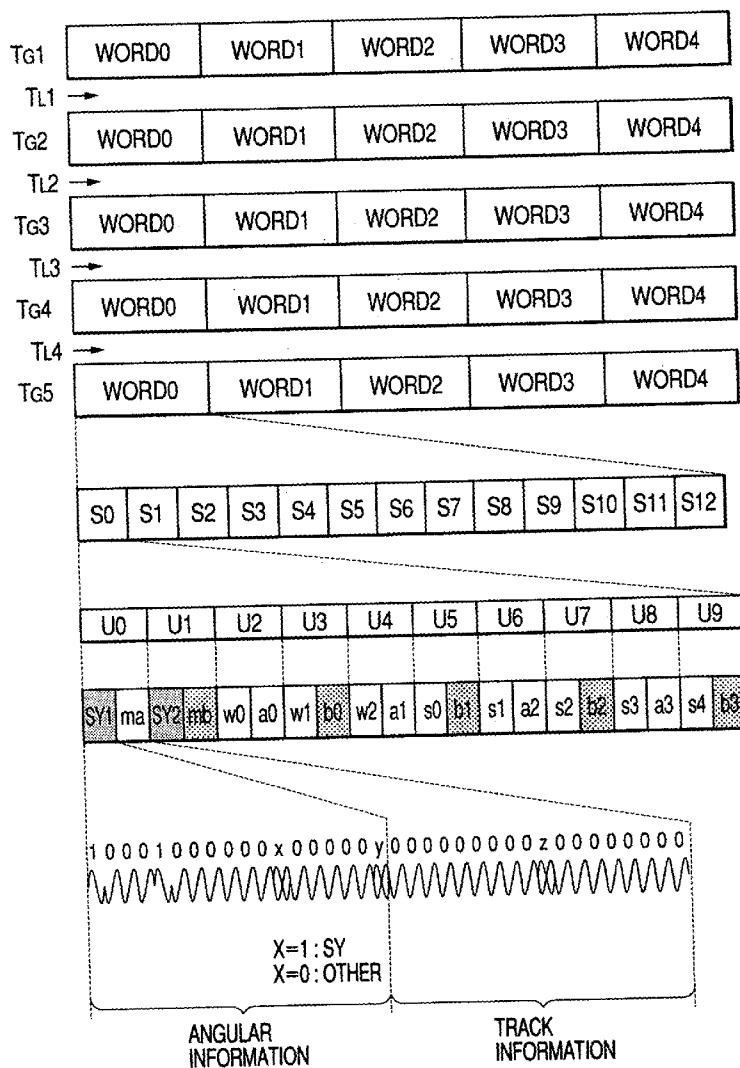 TG1 WORD0 WORD1 WORD2 WORD3 WORD4
TL1 →
TG2 WORD0 WORD1 WORD2 WORD3 WORD4
TL2 →
TG3 WORD0 WORD1 WORD2 WORD3 WORD4
TL3 →
TG4 WORD0 WORD1 WORD2 WORD3 WORD4
TL4 →
TG5 WORD0 WORD1 WORD2 WORD3 WORD4
S0 S1 S2 S3 S4 S5 S6 S7 S8 S9 S10 S11 S12
U0 U1 U2 U3 U4 U5 U6 U7 U8 U9
SY1 ma SY2 mb w0 a0 w1 b0 w2 a1 s0 b1 s1 a2 s2 b2 s3 a3 s4 b3
1 0 0 0 1 0 0 0 0 0 0 x 0 0 0 0 0 y 0 0 0 0 0 0 0 0 0 z 0 0 0 0 0 0 0 0
X=1 : SY
X=0 : OTHER
ANGULAR INFORMATION
TRACK INFORMATION